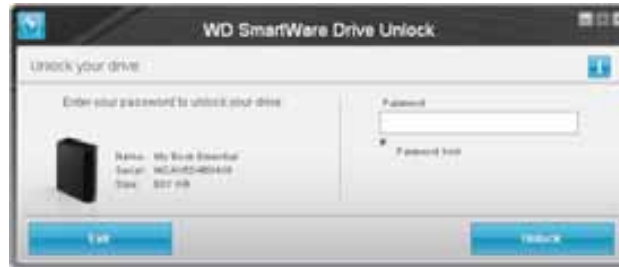 WD SmartWare Drive Unlock
Unlock your drive
Enter your password to unlock your drive:
Name: My Book Essential
Serial:
Size:
Password
Password hint
Exit
Unlock